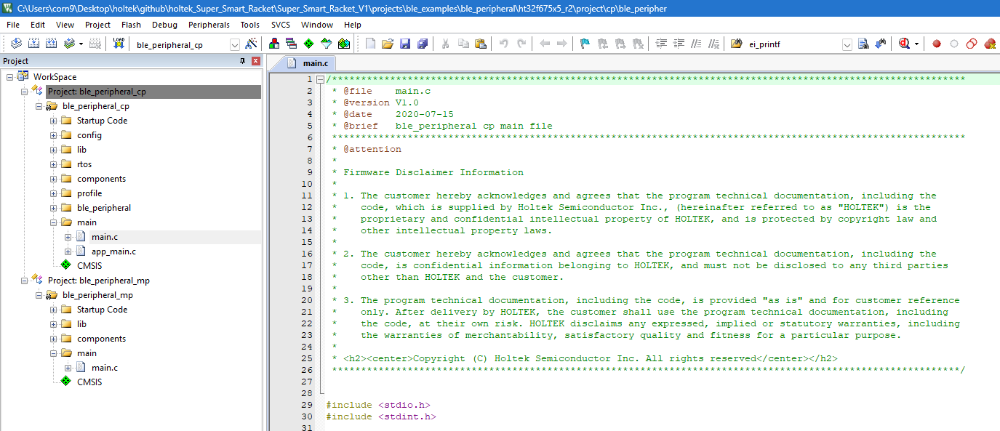 C:\Users\corn9\Desktop\holtek\github\holtek_Super_Smart_Racket\Super_Smart_Racket_V1\projects\ble_examples\ble_peripheral\ht32f675x5_r2\project\cp\ble_peripher
File Edit View Project Flash Debug Peripherals Tools SVCS Window Help
LOAD ble_peripheral_cp ei_printf
Project
WorkSpace
Project: ble_peripheral_cp
ble_peripheral_cp
Startup Code
config
lib
rtos
components
profile
ble_peripheral
main
main.c
app_main.c
CMSIS
Project: ble_peripheral_mp
ble_peripheral_mp
Startup Code
lib
components
main
main.c
CMSIS
main.c
1 /*************************************************************************************************************
2 * @file main.c
3 * @version V1.0
4 * @date 2020-07-15
5 * @brief ble_peripheral cp main file
6 *************************************************************************************************************
7 * @attention
8 *
9 * Firmware Disclaimer Information
10 *
11 * 1. The customer hereby acknowledges and agrees that the program technical documentation, including the
12 * code, which is supplied by Holtek Semiconductor Inc., (hereinafter referred to as "HOLTEK") is the
13 * proprietary and confidential intellectual property of HOLTEK, and is protected by copyright law and
14 * other intellectual property laws.
15 *
16 * 2. The customer hereby acknowledges and agrees that the program technical documentation, including the
17 * code, is confidential information belonging to HOLTEK, and must not be disclosed to any third parties
18 * other than HOLTEK and the customer.
19 *
20 * 3. The program technical documentation, including the code, is provided "as is" and for customer reference
21 * only. After delivery by HOLTEK, the customer shall use the program technical documentation, including
22 * the code, at their own risk. HOLTEK disclaims any expressed, implied or statutory warranties, including
23 * the warranties of merchantability, satisfactory quality and fitness for a particular purpose.
24 *
25 * <h2><center>Copyright (C) Holtek Semiconductor Inc. All rights reserved</center></h2>
26 ************************************************************************************************************/
27
28
29 #include <stdio.h>
30 #include <stdint.h>
31